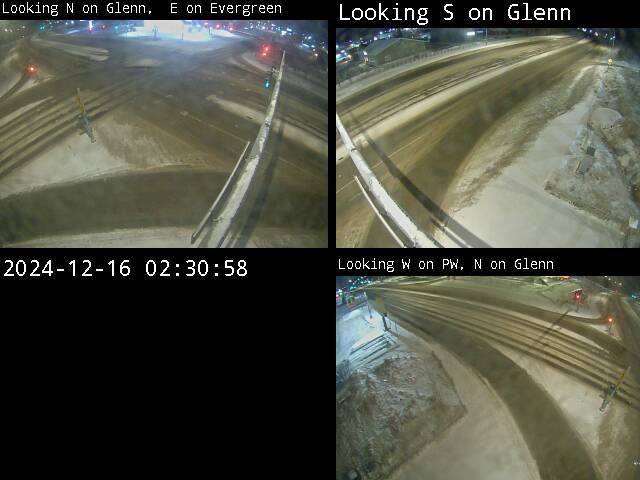 Looking N on Glenn, E on Evergreen
Looking S on Glenn
2024-12-16 02:30:58
Looking W on PW, N on Glenn